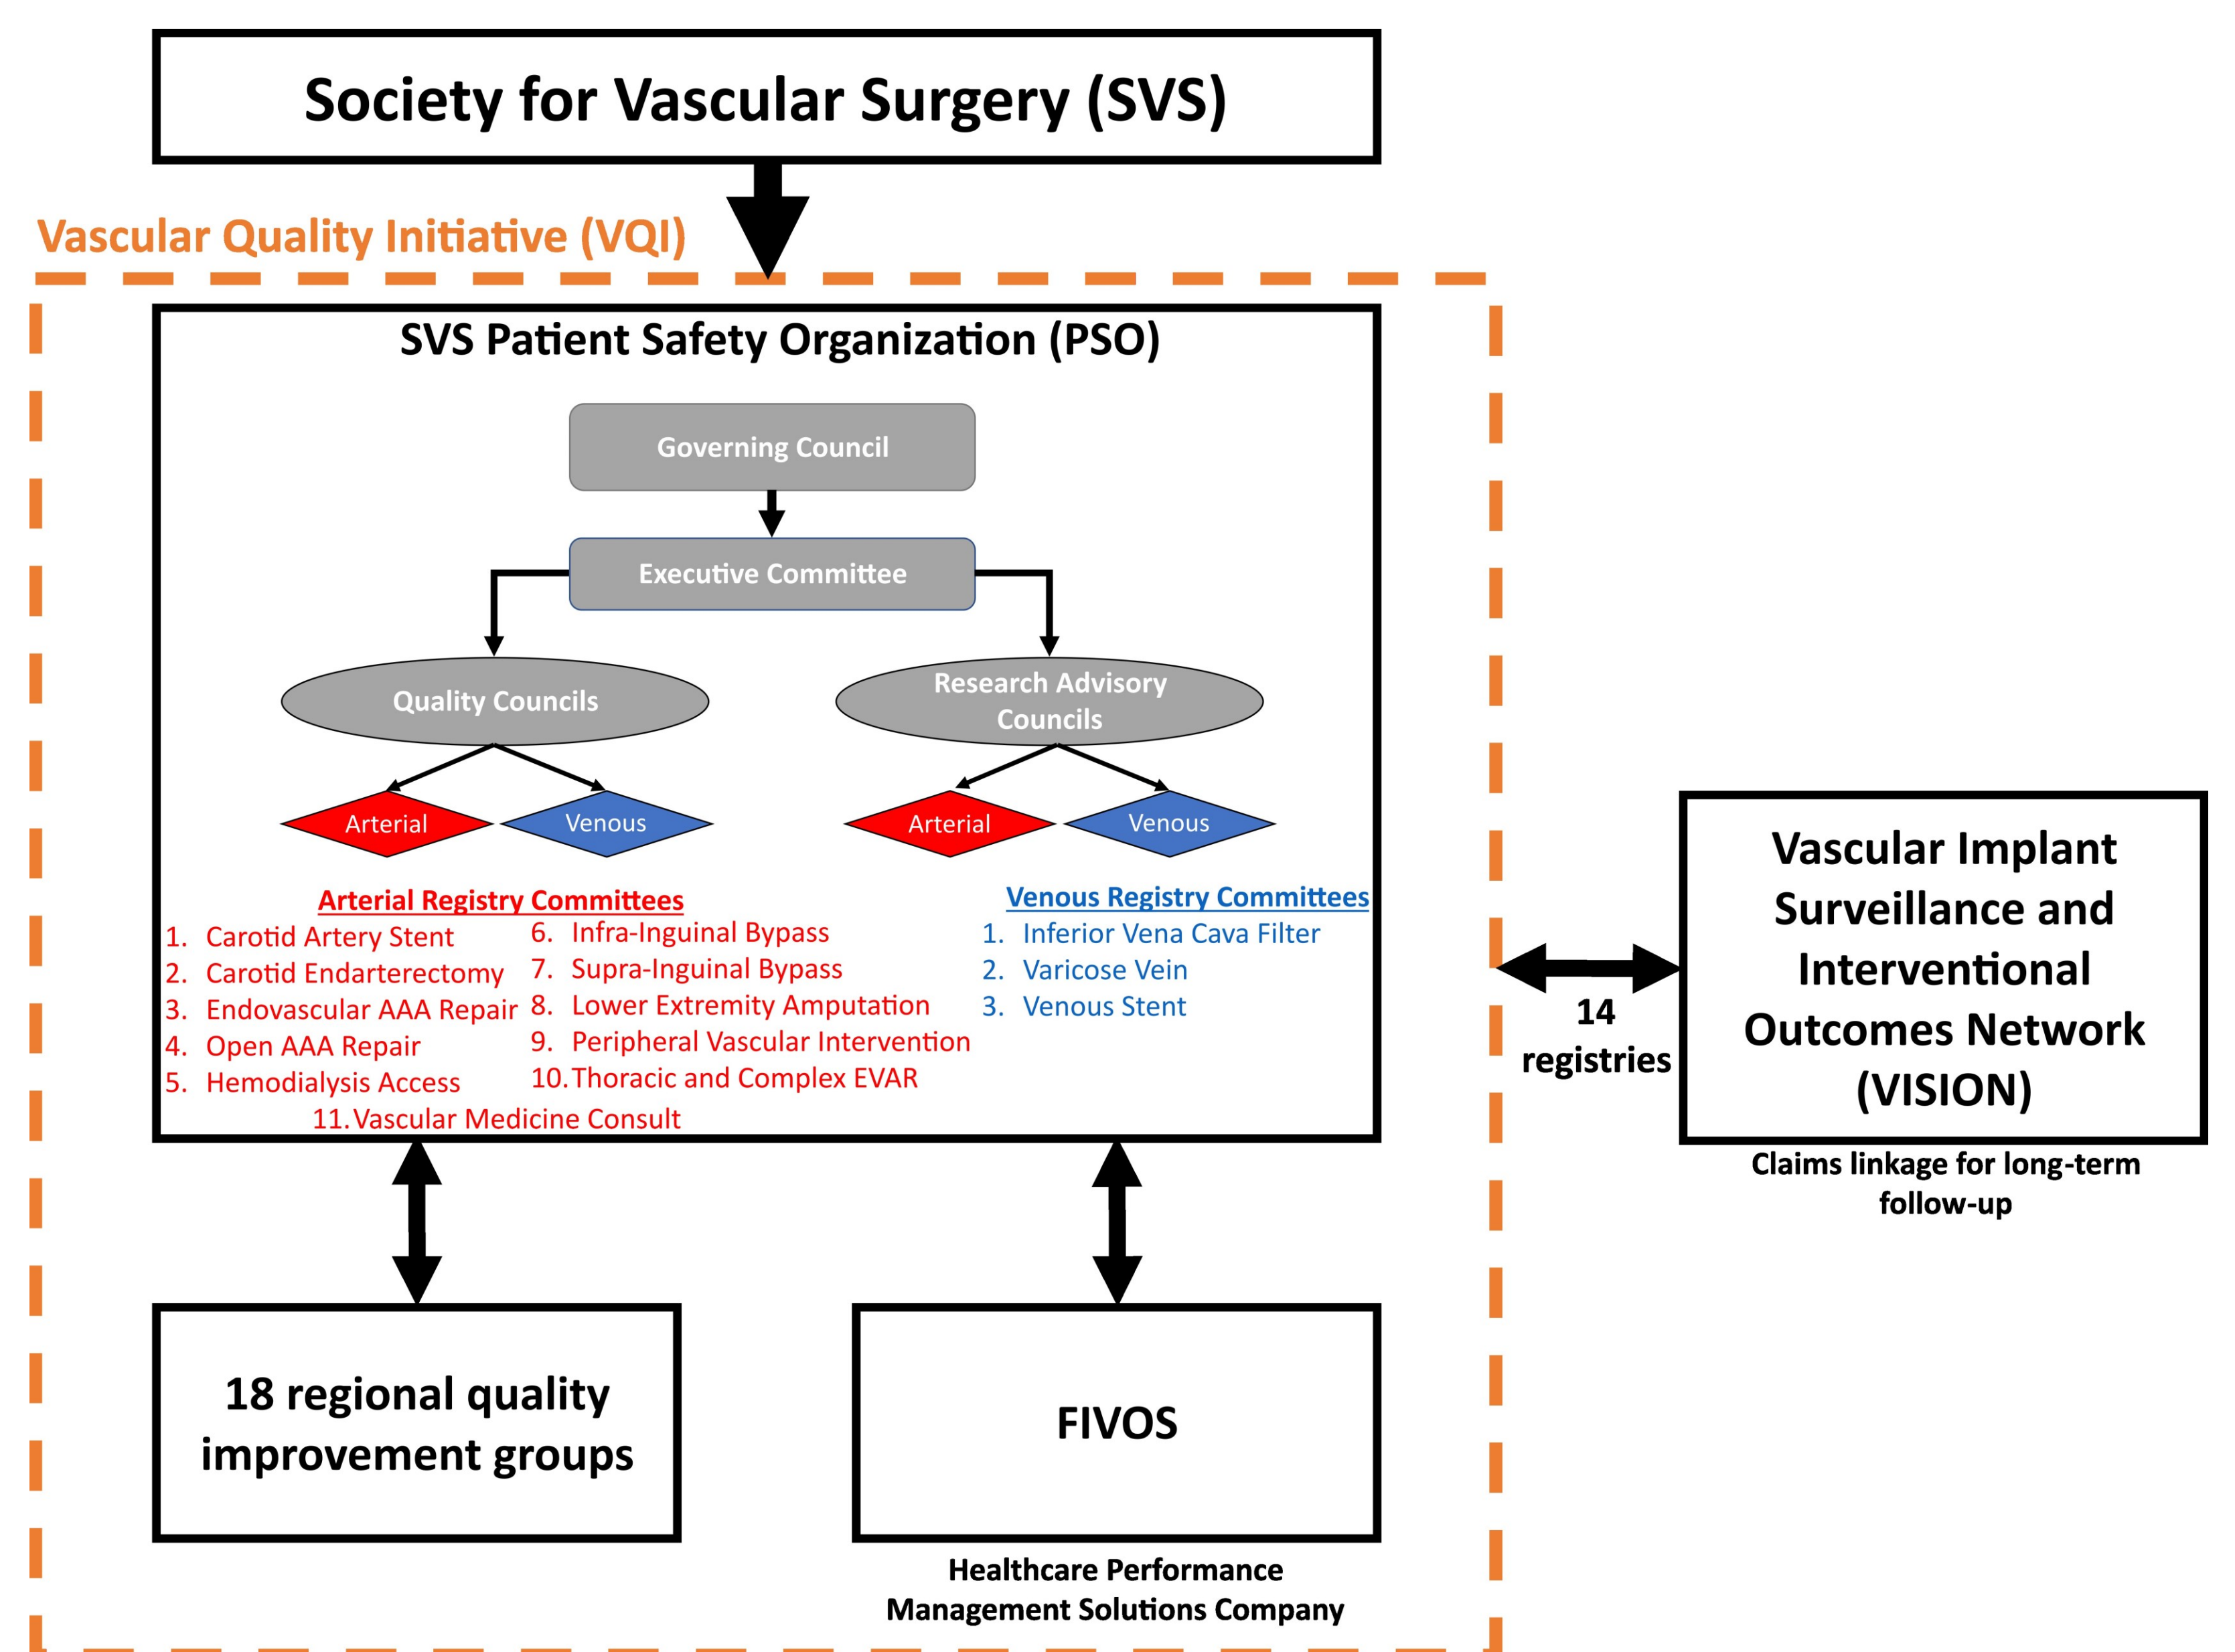 Society for Vascular Surgery (SVS)
Vascular Quality Initiative (VQI)
SVS Patient Safety Organization (PSO)
Governing Council
Executive Committee
Quality Councils
Research Advisory
Councils
Arterial
Venous
Arterial
Venous
Arterial Registry Committees
1. Carotid Artery Stent
2. Carotid Endarterectomy
3. Endovascular AAA Repair
4. Open AAA Repair
5. Hemodialysis Access
6. Infra-Inguinal Bypass
7. Supra-Inguinal Bypass
8. Lower Extremity Amputation
9. Peripheral Vascular Intervention
10. Thoracic and Complex EVAR
11. Vascular Medicine Consult
Venous Registry Committees
1. Inferior Vena Cava Filter
2. Varicose Vein
3. Venous Stent
14
registries
Vascular Implant
Surveillance and
Interventional
Outcomes Network
(VISION)
Claims linkage for long-term
follow-up
18 regional quality
improvement groups
FIVOS
Healthcare Performance
Management Solutions Company